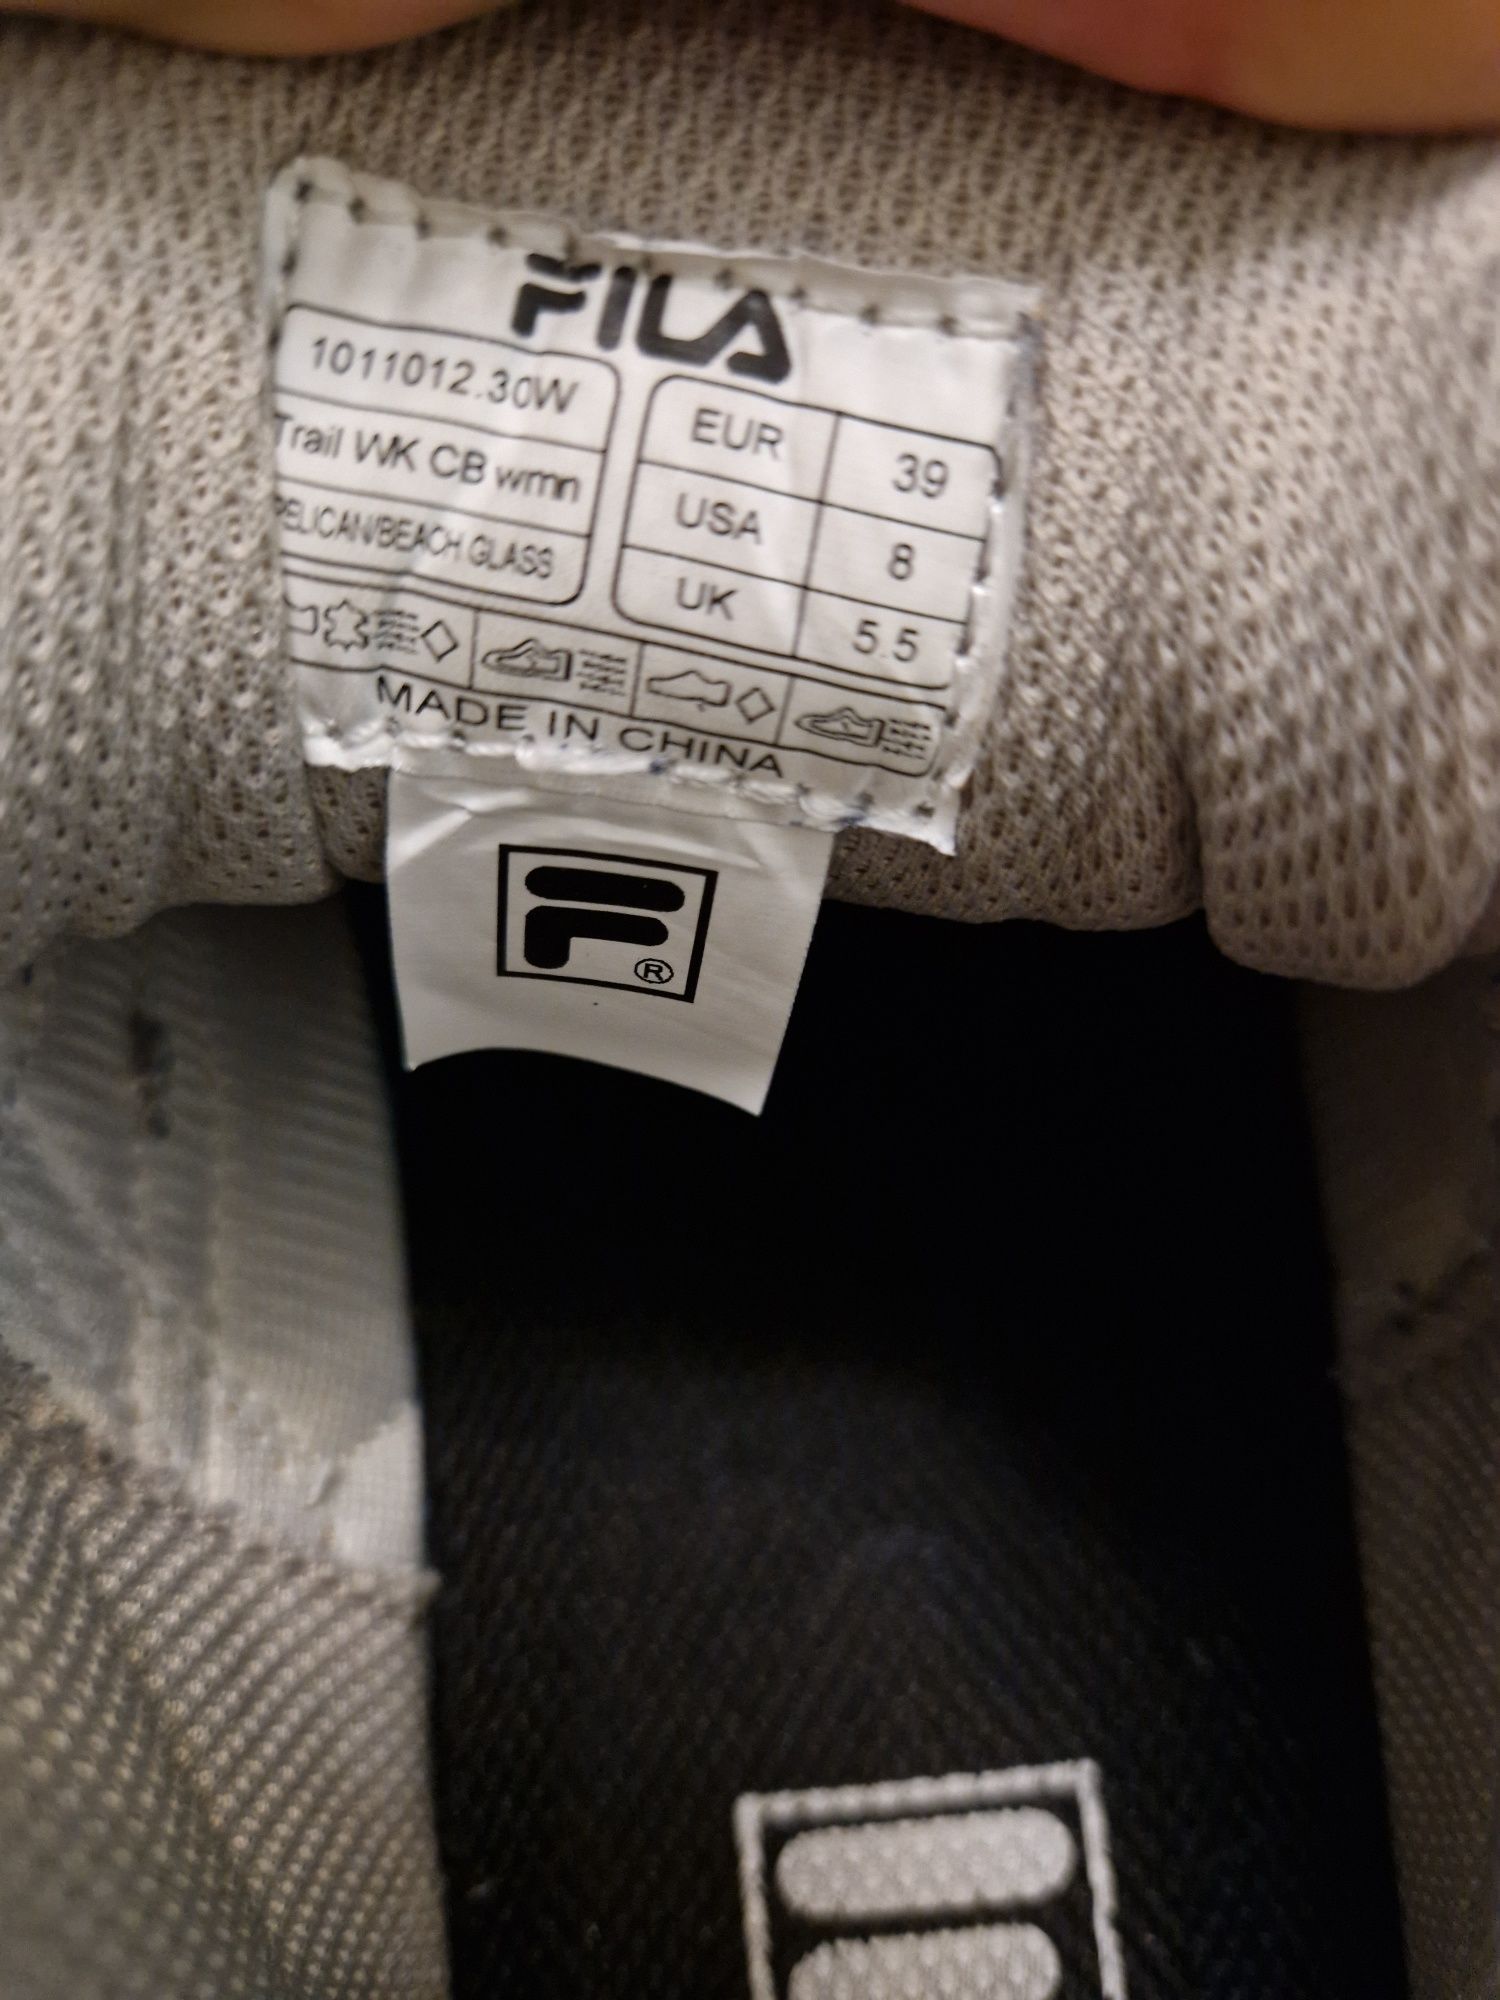 FILA
1011012.30W
Trail WK CB wmn
PELICAN/BEACH GLASS
EUR 39
USA 8
UK 5.5
MADE IN CHINA
F ®